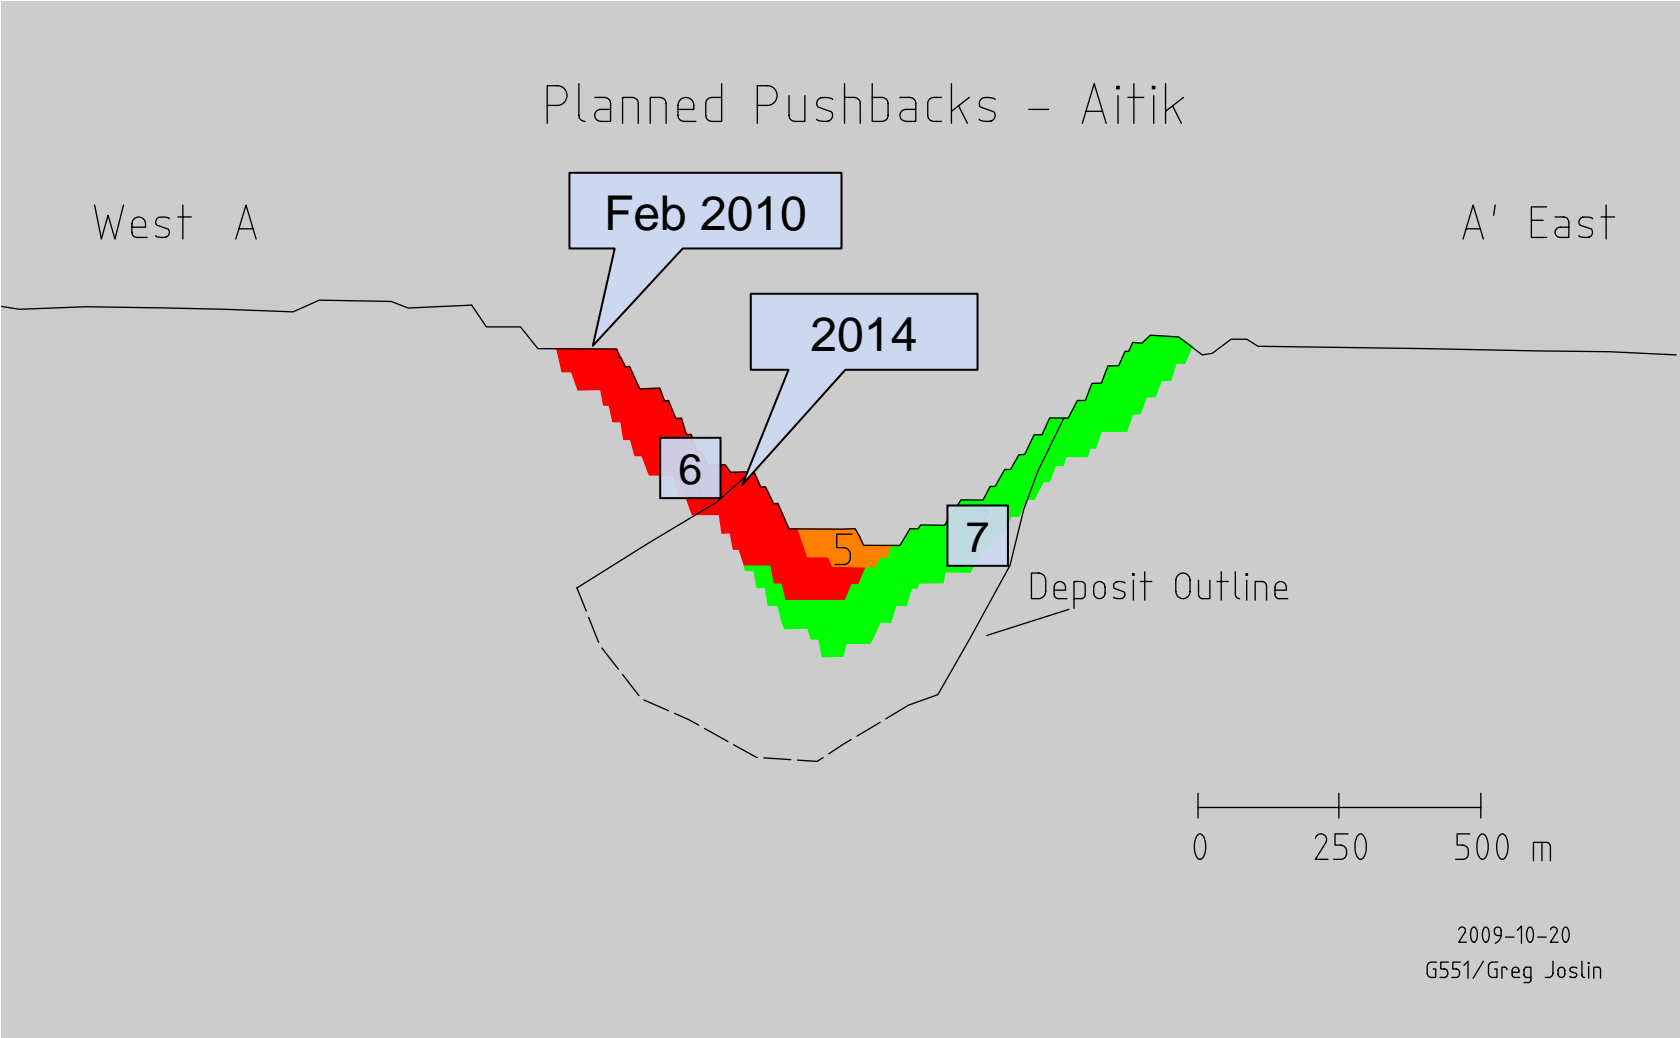 Planned Pushbacks - Aitik
Feb 2010
West A
A' East
2014
6
7
5
Deposit Outline
0 250 500 m
2009-10-20
G551/Greg Joslin